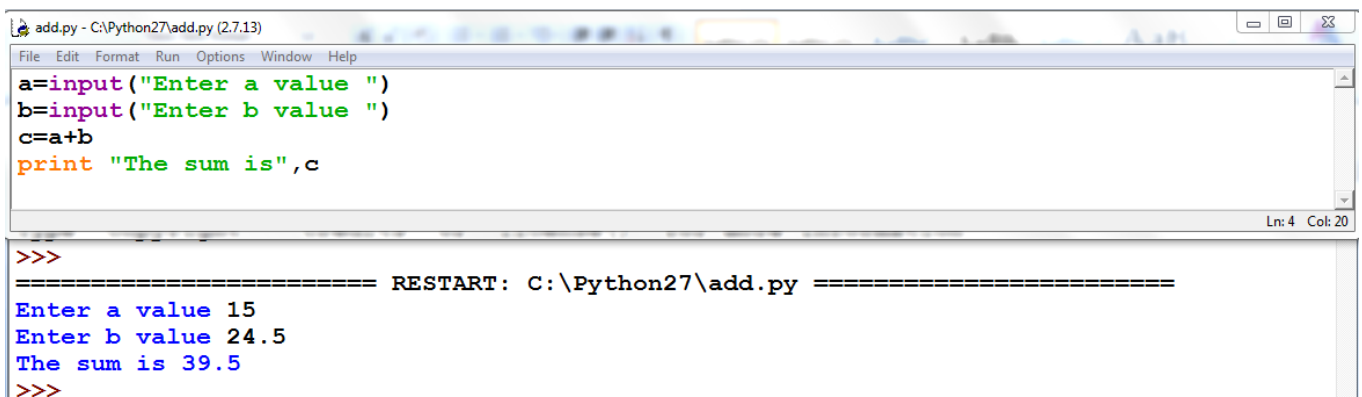 add.py - C:\Python27\add.py (2.7.13)
File Edit Format Run Options Window Help
a=input("Enter a value ")
b=input("Enter b value ")
c=a+b
print "The sum is",c
Ln: 4 Col: 20
>>>
======================== RESTART: C:\Python27\add.py ========================
Enter a value 15
Enter b value 24.5
The sum is 39.5
>>>